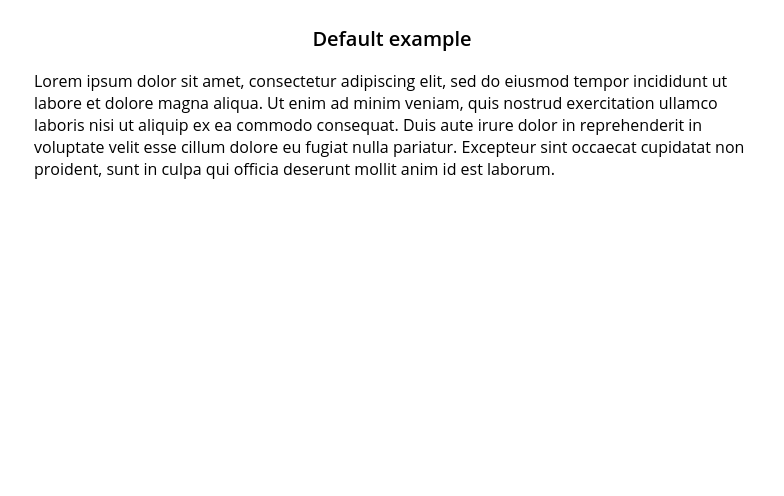 Default example
Lorem ipsum dolor sit amet, consectetur adipiscing elit, sed do eiusmod tempor incididunt ut
labore et dolore magna aliqua. Ut enim ad minim veniam, quis nostrud exercitation ullamco
laboris nisi ut aliquip ex ea commodo consequat. Duis aute irure dolor in reprehenderit in
voluptate velit esse cillum dolore eu fugiat nulla pariatur. Excepteur sint occaecat cupidatat non
proident, sunt in culpa qui officia deserunt mollit anim id est laborum.